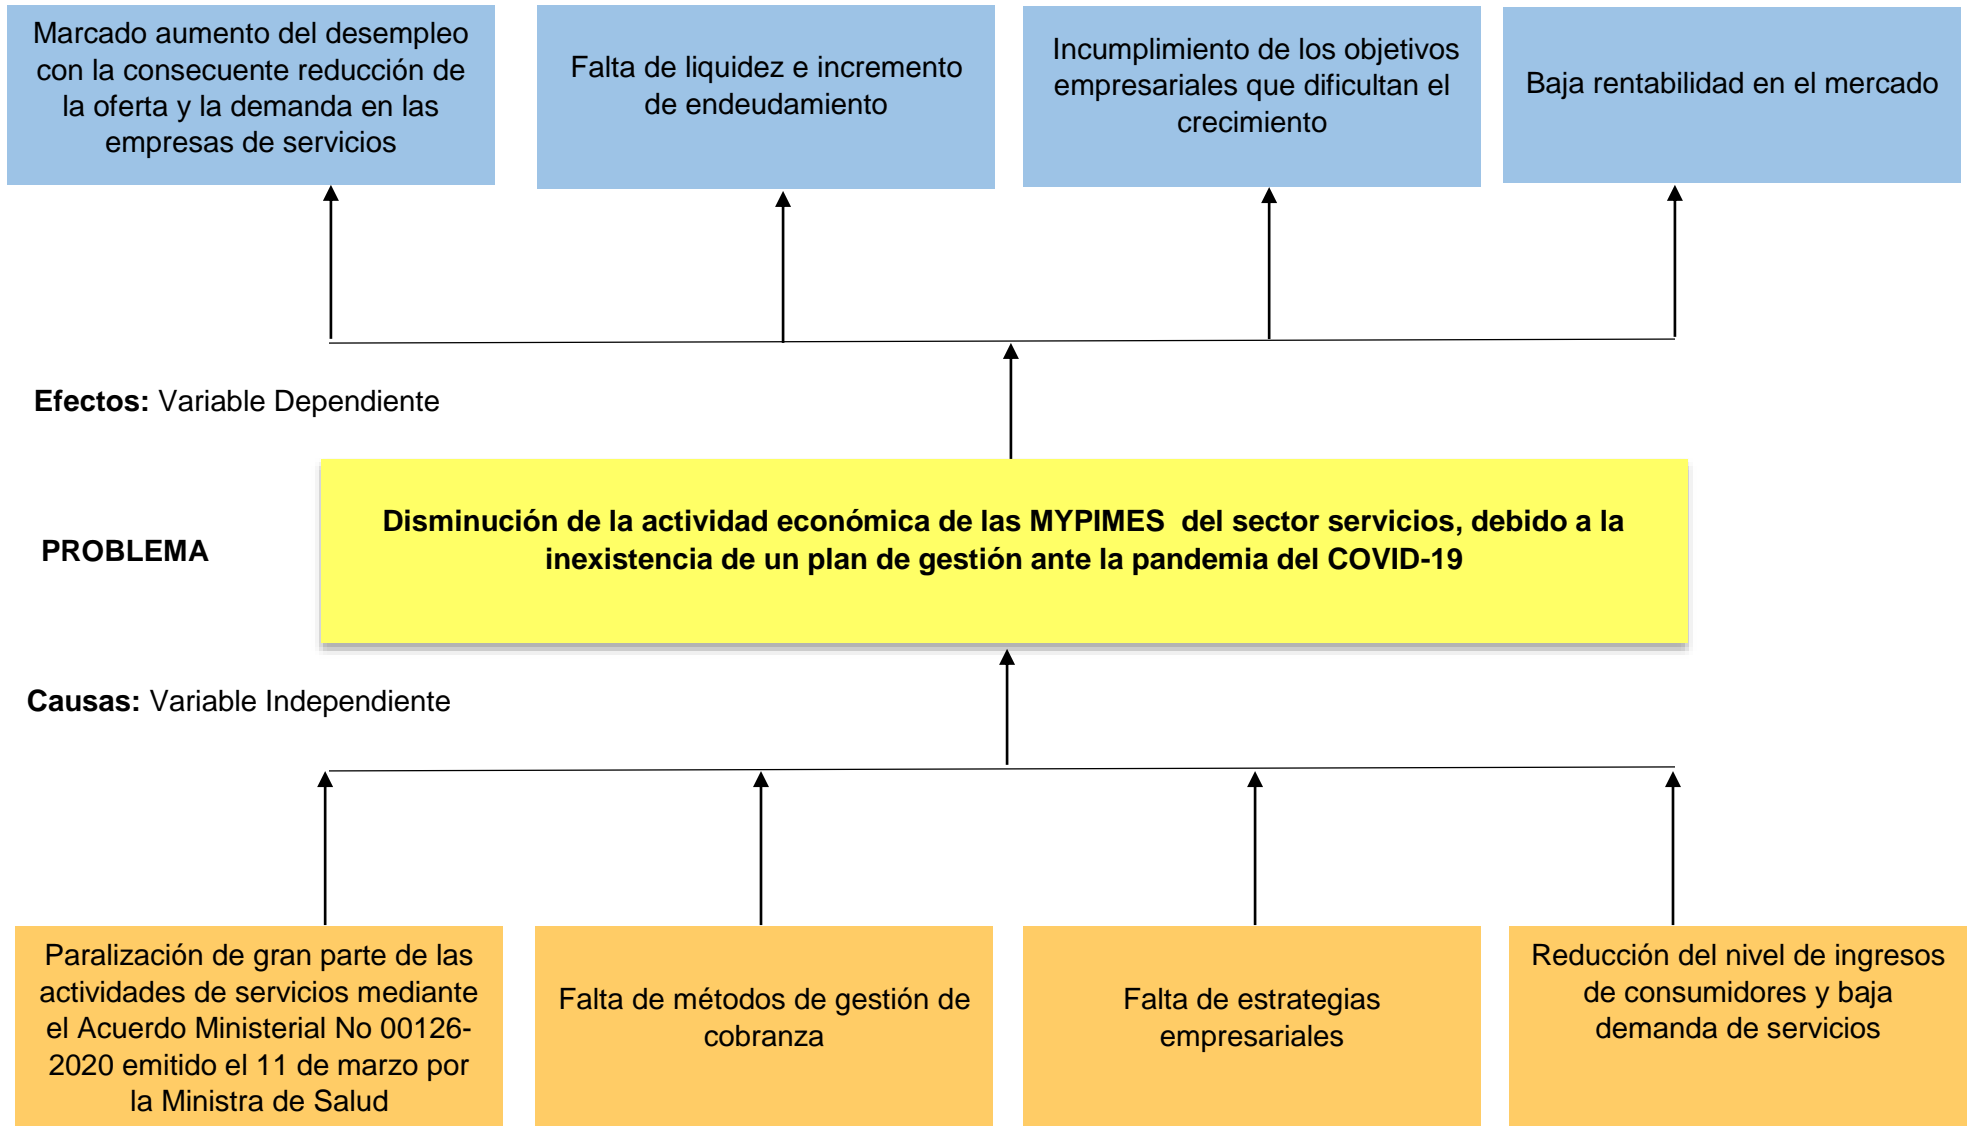 Marcado aumento del desempleo
con la consecuente reducción de
la oferta y la demanda en las
empresas de servicios
Falta de liquidez e incremento
de endeudamiento
Incumplimiento de los objetivos
empresariales que dificultan el
crecimiento
Baja rentabilidad en el mercado
Efectos: Variable Dependiente
PROBLEMA
Disminución de la actividad económica de las MYPIMES  del sector servicios, debido a la
inexistencia de un plan de gestión ante la pandemia del COVID-19
Causas: Variable Independiente
Paralización de gran parte de las
actividades de servicios mediante
el Acuerdo Ministerial No 00126-
2020 emitido el 11 de marzo por
la Ministra de Salud
Falta de métodos de gestión de
cobranza
Falta de estrategias
empresariales
Reducción del nivel de ingresos
de consumidores y baja
demanda de servicios